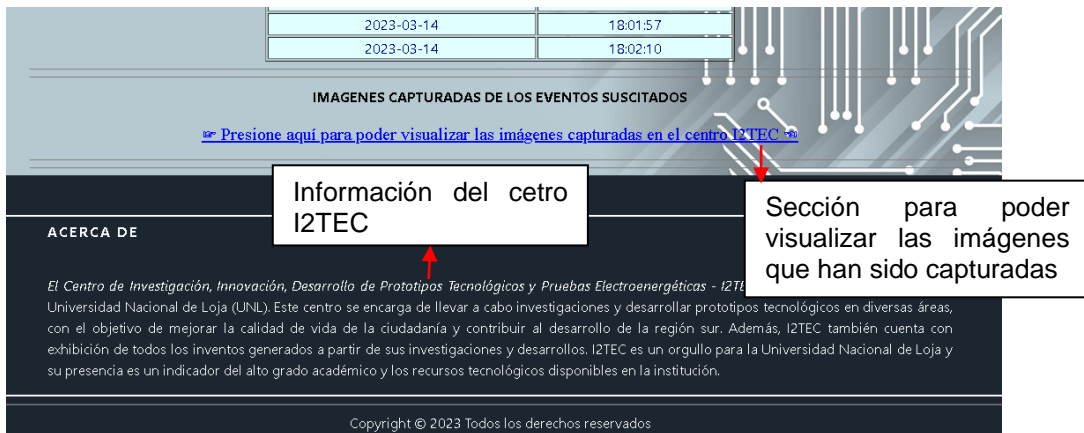 2023-03-14 18:01:57
2023-03-14 18:02:10
IMAGENES CAPTURADAS DE LOS EVENTOS SUSCITADOS
☞ Presione aquí para poder visualizar las imágenes capturadas en el centro I2TEC ☜
Información del cetro
I2TEC
Sección para poder
visualizar las imágenes
que han sido capturadas
ACERCA DE
El Centro de Investigación, Innovación, Desarrollo de Prototipos Tecnológicos y Pruebas Electroenergéticas -
Universidad Nacional de Loja (UNL). Este centro se encarga de llevar a cabo investigaciones y desarrollar prototipos tecnológicos en diversas áreas,
con el objetivo de mejorar la calidad de vida de la ciudadanía y contribuir al desarrollo de la región sur. Además, I2TEC también cuenta con
exhibición de todos los inventos generados a partir de sus investigaciones y desarrollos. I2TEC es un orgullo para la Universidad Nacional de Loja y
su presencia es un indicador del alto grado académico y los recursos tecnológicos disponibles en la institución.
Copyright © 2023 Todos los derechos reservados